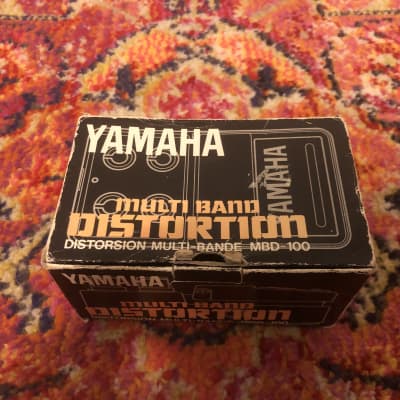 YAMAHA
YAMAHA
MULTI BAND
DISTORTION
DISTORSION MULTI-BANDE MBD-100
YAMAHA
MULTI BAND
DISTORTION